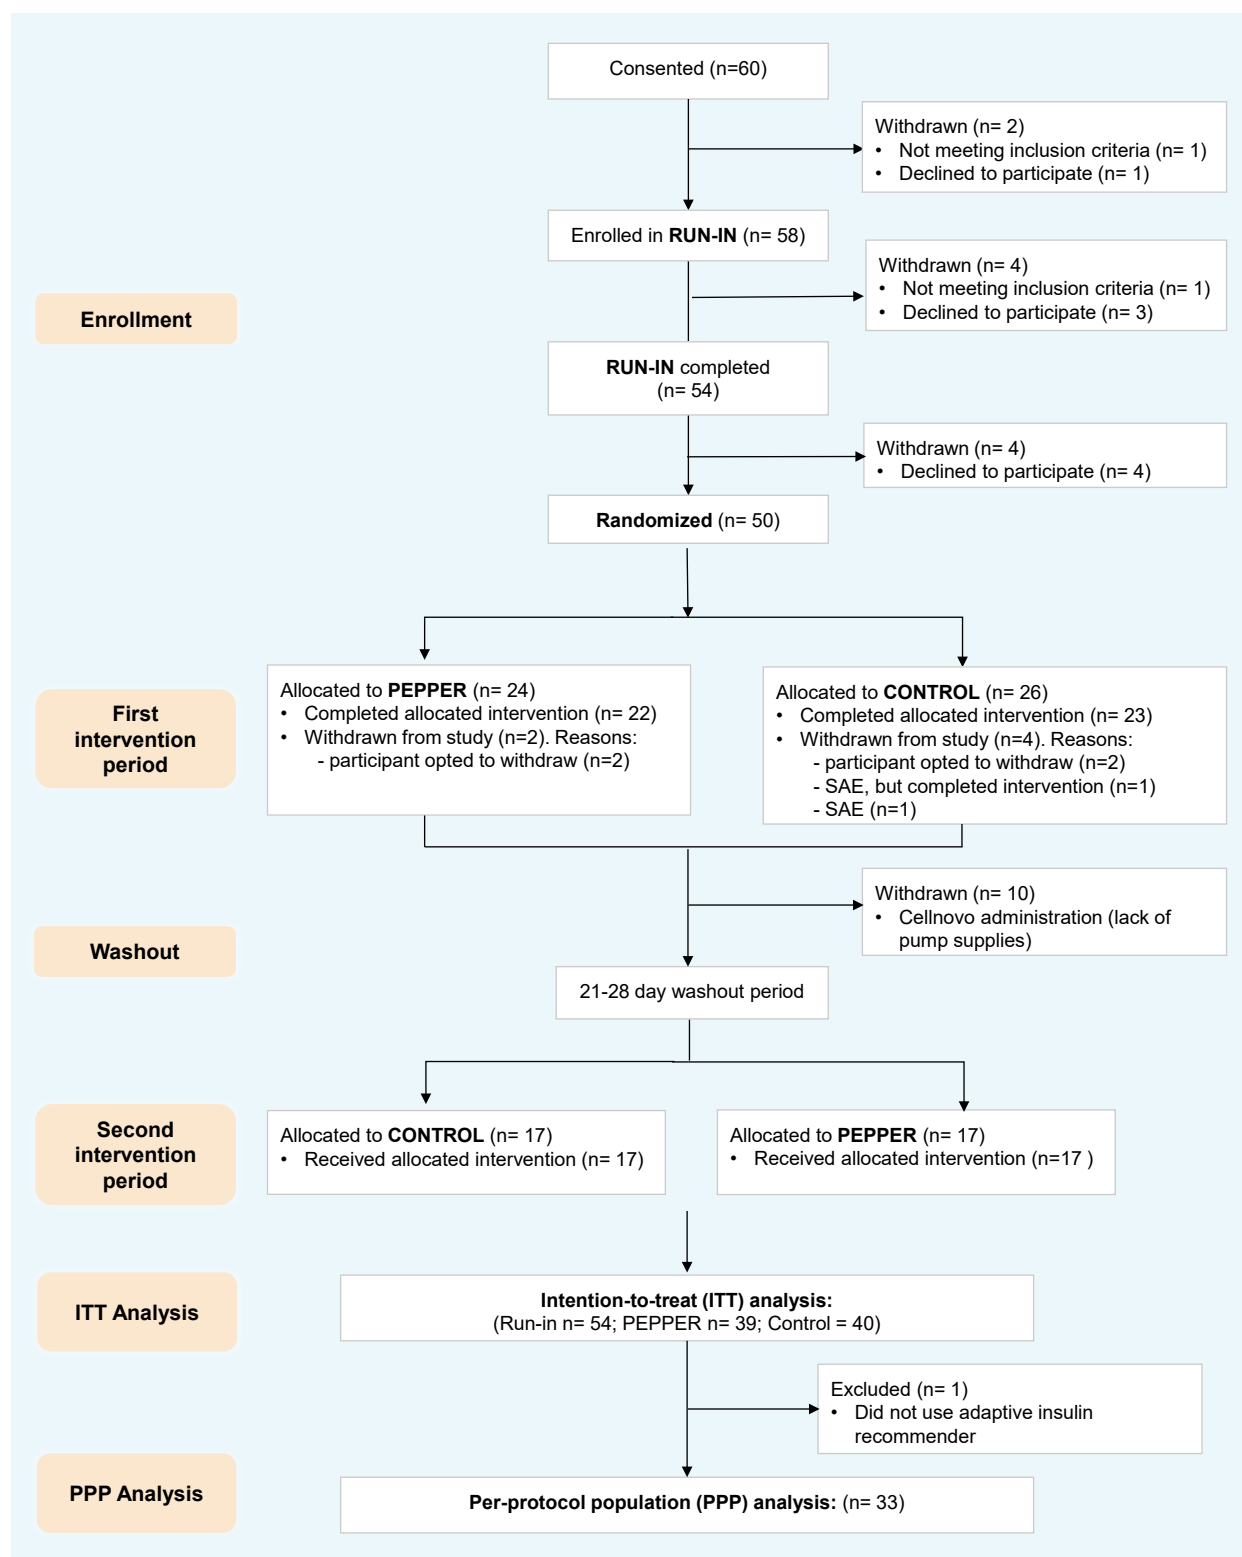 Consented (n=60)
Withdrawn (n= 2)
• Not meeting inclusion criteria (n= 1)
• Declined to participate (n= 1)
Enrolled in RUN-IN (n= 58)
Withdrawn (n= 4)
• Not meeting inclusion criteria (n= 1)
• Declined to participate (n= 3)
Enrollment
RUN-IN completed
(n= 54)
Withdrawn (n= 4)
• Declined to participate (n= 4)
Randomized (n= 50)
First
intervention
period
Allocated to PEPPER (n= 24)
• Completed allocated intervention (n= 22)
• Withdrawn from study (n=2). Reasons:
- participant opted to withdraw (n=2)
Allocated to CONTROL (n= 26)
• Completed allocated intervention (n= 23)
• Withdrawn from study (n=4). Reasons:
- participant opted to withdraw (n=2)
- SAE, but completed intervention (n=1)
- SAE (n=1)
Withdrawn (n= 10)
• Cellnovo administration (lack of
pump supplies)
Washout
21-28 day washout period
Second
intervention
period
Allocated to CONTROL (n= 17)
• Received allocated intervention (n= 17)
Allocated to PEPPER (n= 17)
• Received allocated intervention (n=17 )
ITT Analysis
Intention-to-treat (ITT) analysis:
(Run-in n= 54; PEPPER n= 39; Control = 40)
Excluded (n= 1)
• Did not use adaptive insulin
recommender
PPP Analysis
Per-protocol population (PPP) analysis: (n= 33)